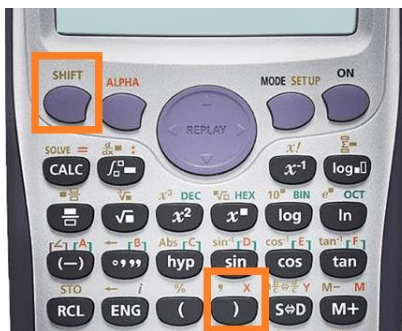 SHIFT ALPHA MODE SETUP ON
REPLAY
SOLVE = d/dx : x!
CALC x⁻¹ log
x³ DEC HEX 10 BIN e OCT
x² log ln
∠ A ← B Abs C sin⁻¹ D cos⁻¹ E tan⁻¹ F
(−) °’” hyp sin cos tan
STO ← i % , X Y M− M
RCL ENG ( ) S⇔D M+